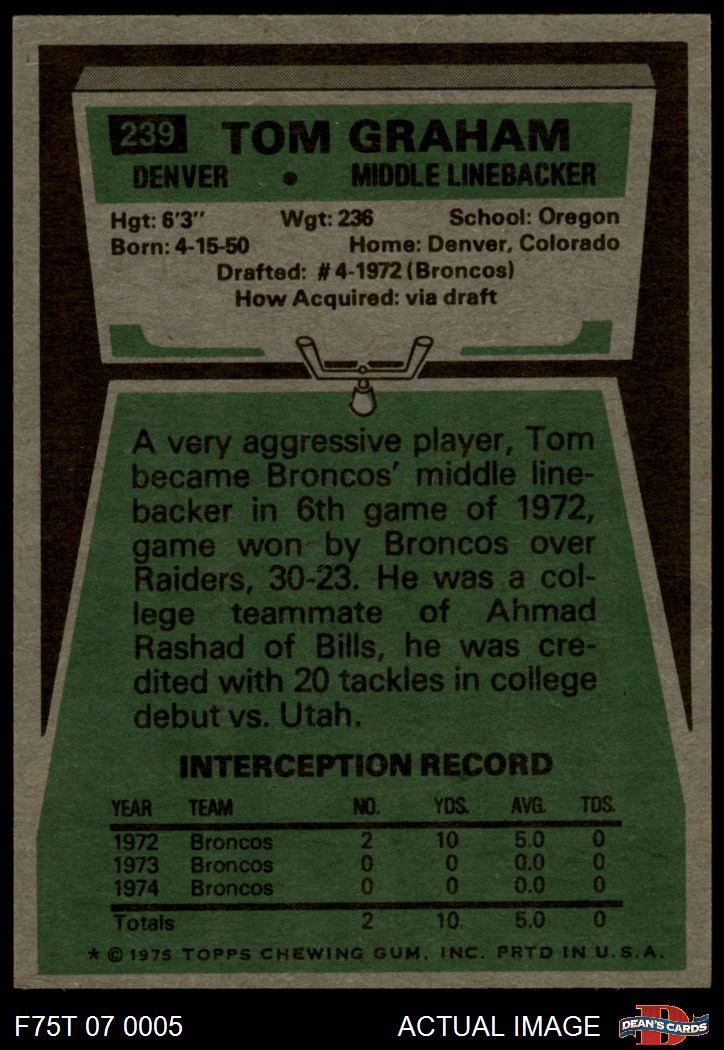 239 TOM GRAHAM
DENVER • MIDDLE LINEBACKER
Hgt: 6'3" Wgt: 236 School: Oregon
Born: 4-15-50 Home: Denver, Colorado
Drafted: #4-1972 (Broncos)
How Acquired: via draft
A very aggressive player, Tom
became Broncos' middle line-
backer in 6th game of 1972,
game won by Broncos over
Raiders, 30-23. He was a col-
lege teammate of Ahmad
Rashad of Bills, he was cre-
dited with 20 tackles in college
debut vs. Utah.
INTERCEPTION RECORD
YEAR TEAM NO. YDS. AVG. TDS.
1972 Broncos 2 10 5.0 0
1973 Broncos 0 0 0.0 0
1974 Broncos 0 0 0.0 0
Totals 2 10 5.0 0
* © 1975 TOPPS CHEWING GUM, INC. PRTD IN U.S.A.
F75T 07 0005 ACTUAL IMAGE D DEAN'S CARDS